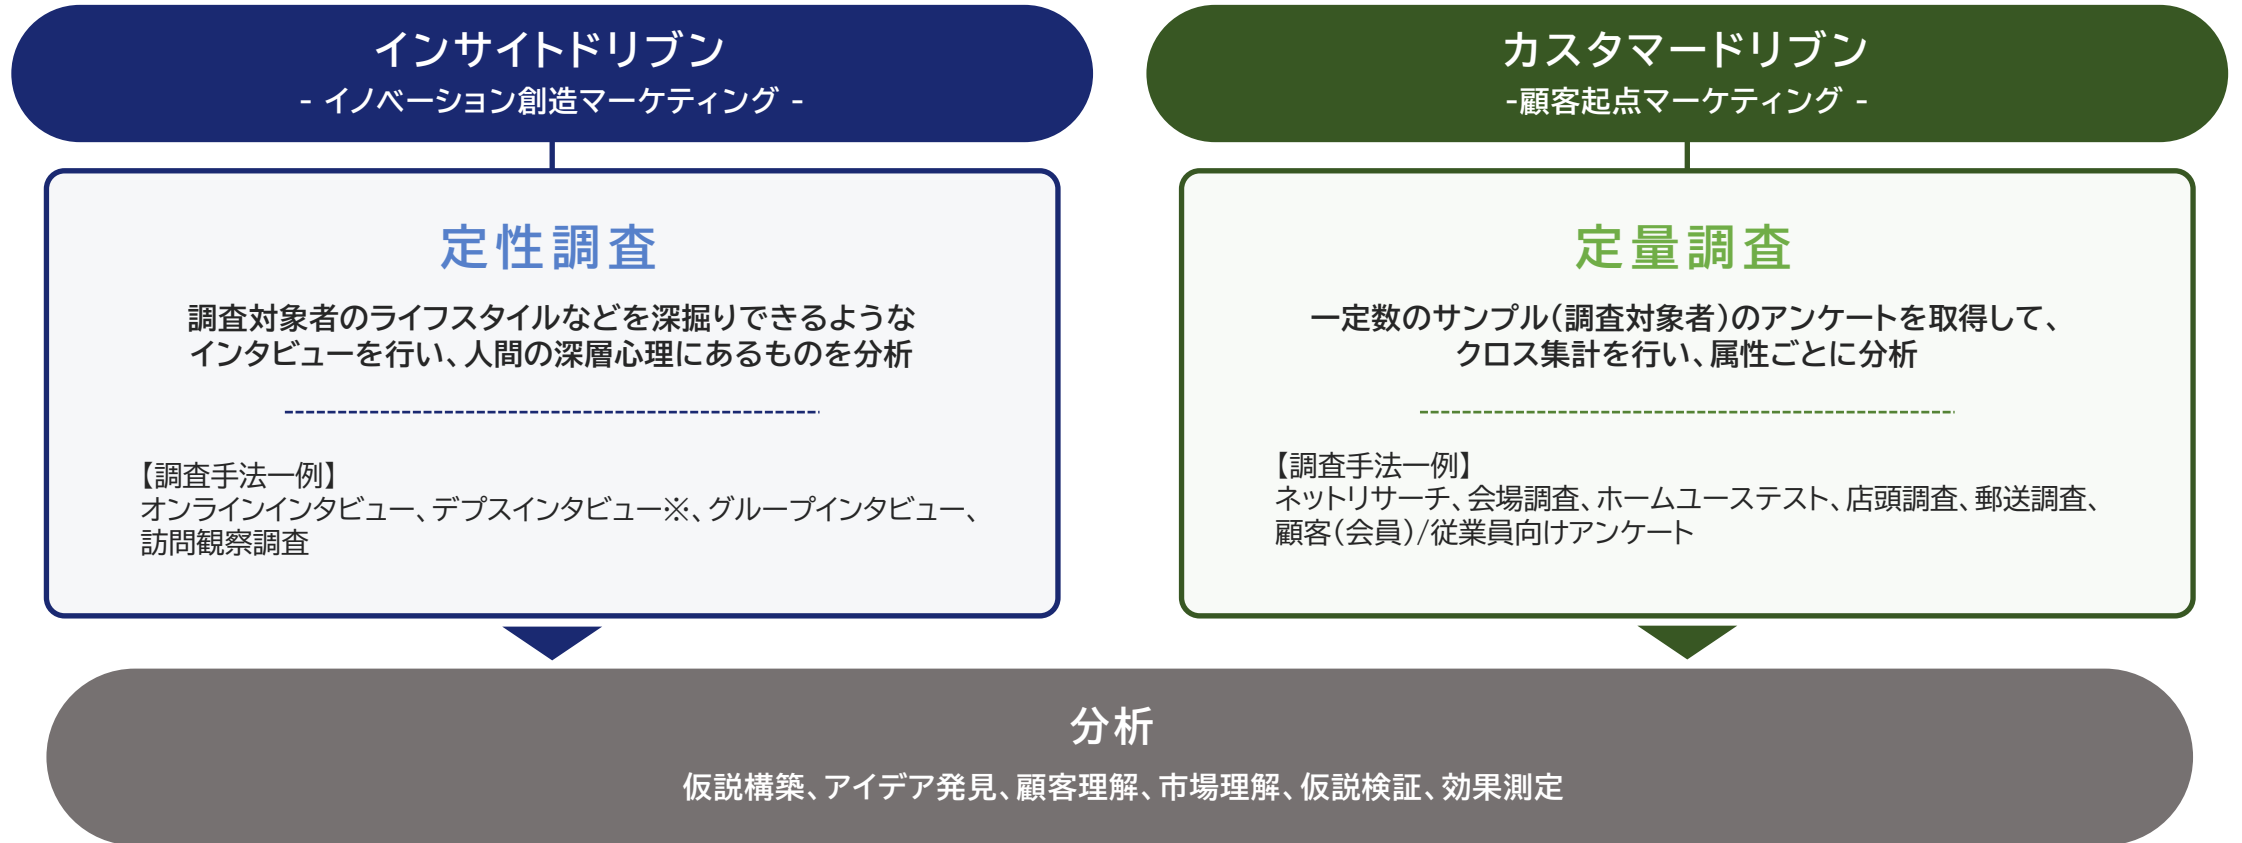 インサイトドリブン
- イノベーション創造マーケティング -
定性調査
調査対象者のライフスタイルなどを深掘りできるような
インタビューを行い、人間の深層心理にあるものを分析
【調査手法一例】
オンラインインタビュー、デプスインタビュー※、グループインタビュー、
訪問観察調査
カスタマードリブン
-顧客起点マーケティング -
定量調査
一定数のサンプル（調査対象者）のアンケートを取得して、
クロス集計を行い、属性ごとに分析
【調査手法一例】
ネットリサーチ、会場調査、ホームユーステスト、店頭調査、郵送調査、
顧客（会員）/従業員向けアンケート
分析
仮説構築、アイデア発見、顧客理解、市場理解、仮説検証、効果測定